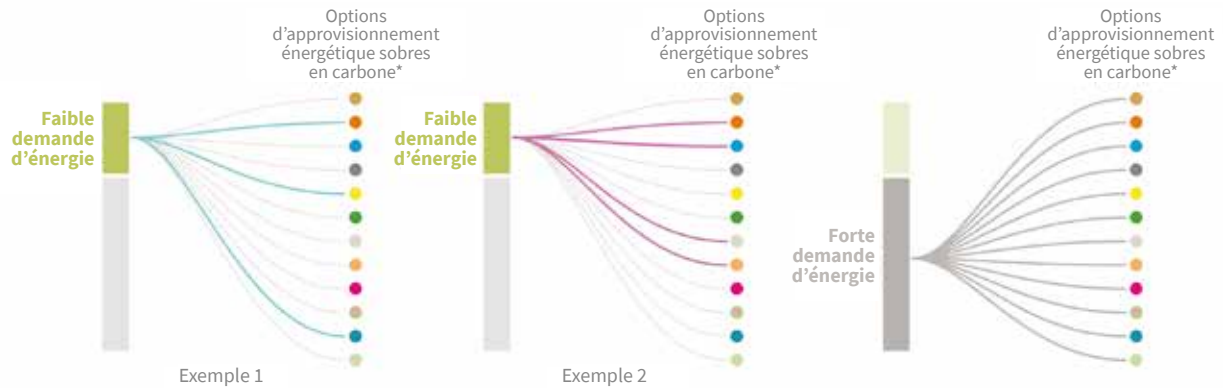 Options
d’approvisionnement
énergétique sobres
en carbone*
Faible
demande
d’énergie
Exemple 1
Options
d’approvisionnement
énergétique sobres
en carbone*
Faible
demande
d’énergie
Exemple 2
Options
d’approvisionnement
énergétique sobres
en carbone*
Forte
demande
d’énergie